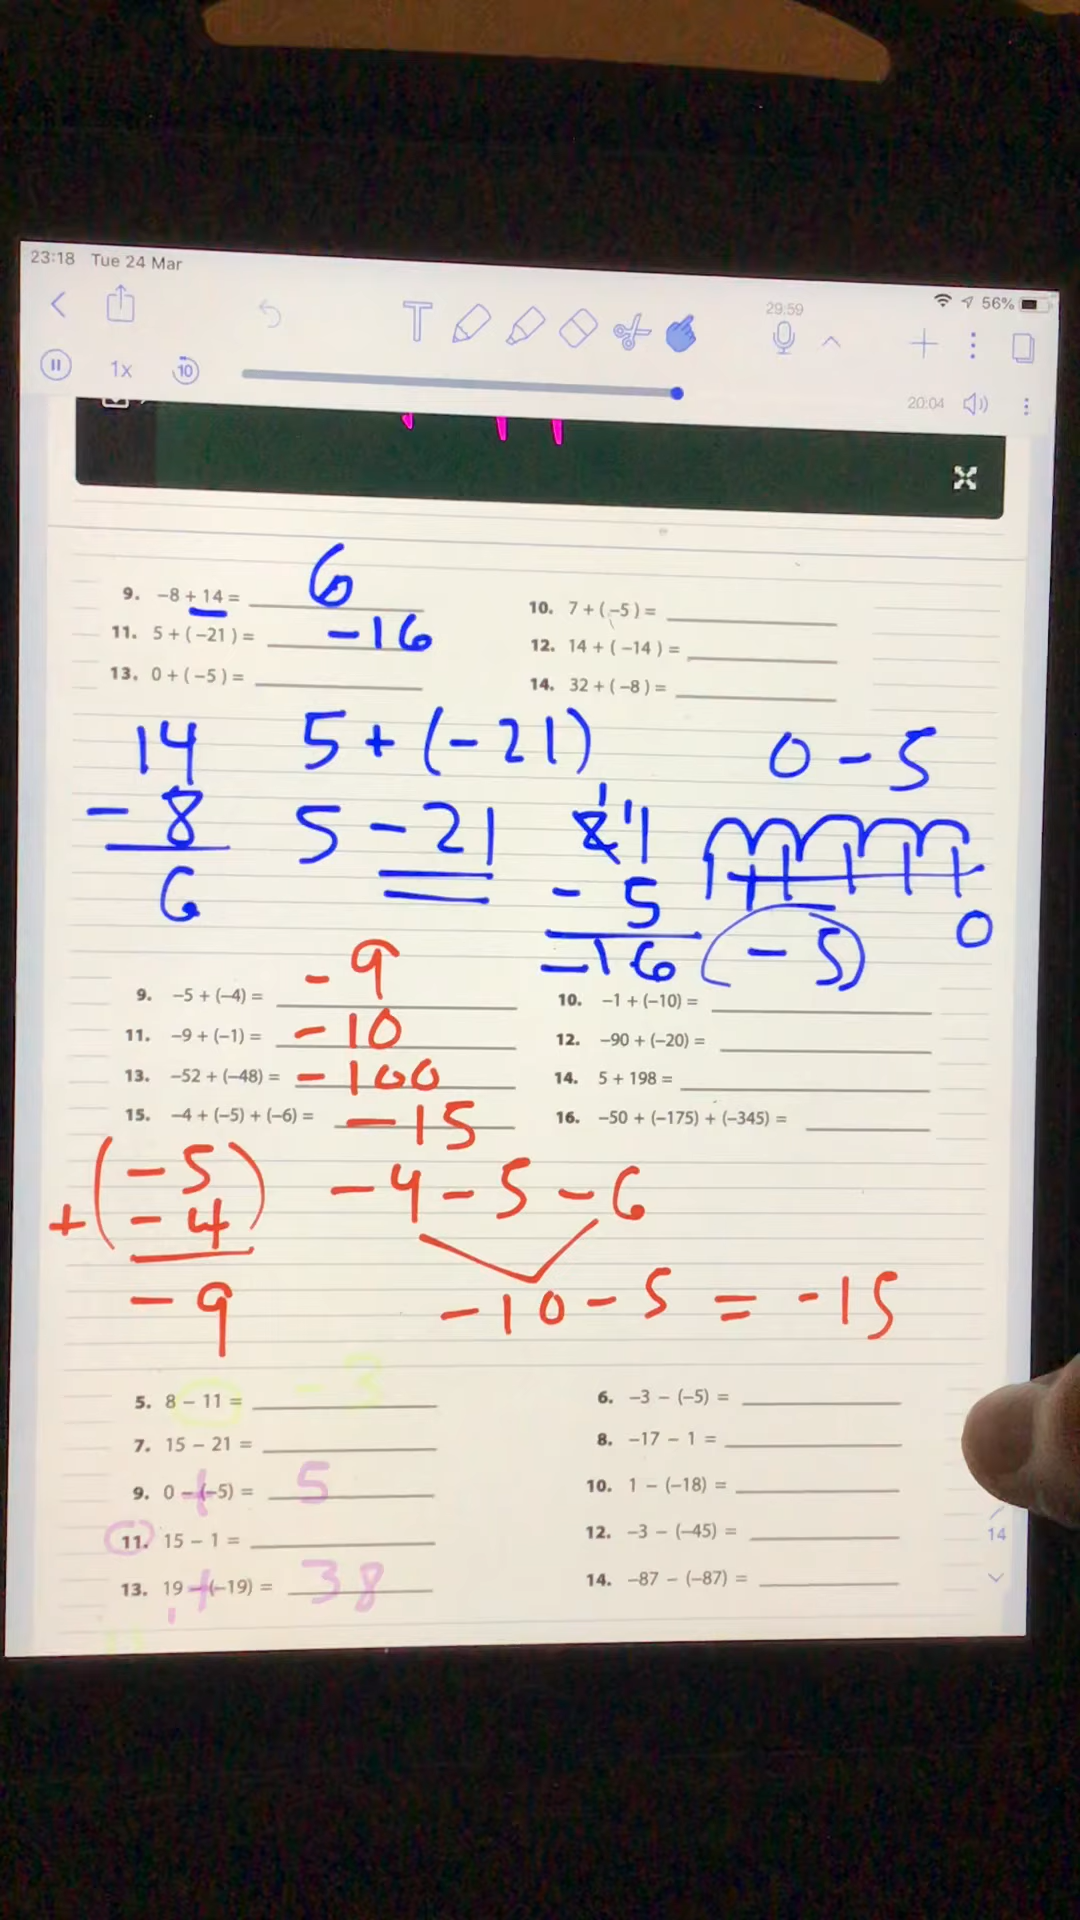 23:18 Tue 24 Mar
56%
29:59
T
1x 10
20:04
9. -8 + 14 = 6
10. 7 + ( -5 ) =
11. 5 + ( -21 ) = -16
12. 14 + ( -14 ) =
13. 0 + ( -5 ) =
14. 32 + ( -8 ) =
14 5 + (-21) 0 - 5
- 8 5 - 21 21
- 5
6 -16 (-5) 0
9. -5 + (-4) = -9
10. -1 + (-10) =
11. -9 + (-1) = -10
12. -90 + (-20) =
13. -52 + (-48) = -100
14. 5 + 198 =
15. -4 + (-5) + (-6) = -15
16. -50 + (-175) + (-345) =
+ (-5 -4 - 5 - 6
-4)
-9 -10 - 5 = -15
5. 8 - 11 = -3
6. -3 - (-5) =
7. 15 - 21 =
8. -17 - 1 =
9. 0 - (-5) = 5
10. 1 - (-18) =
11. 15 - 1 =
12. -3 - (-45) =
13. 19 - (-19) = 38
14. -87 - (-87) =
14